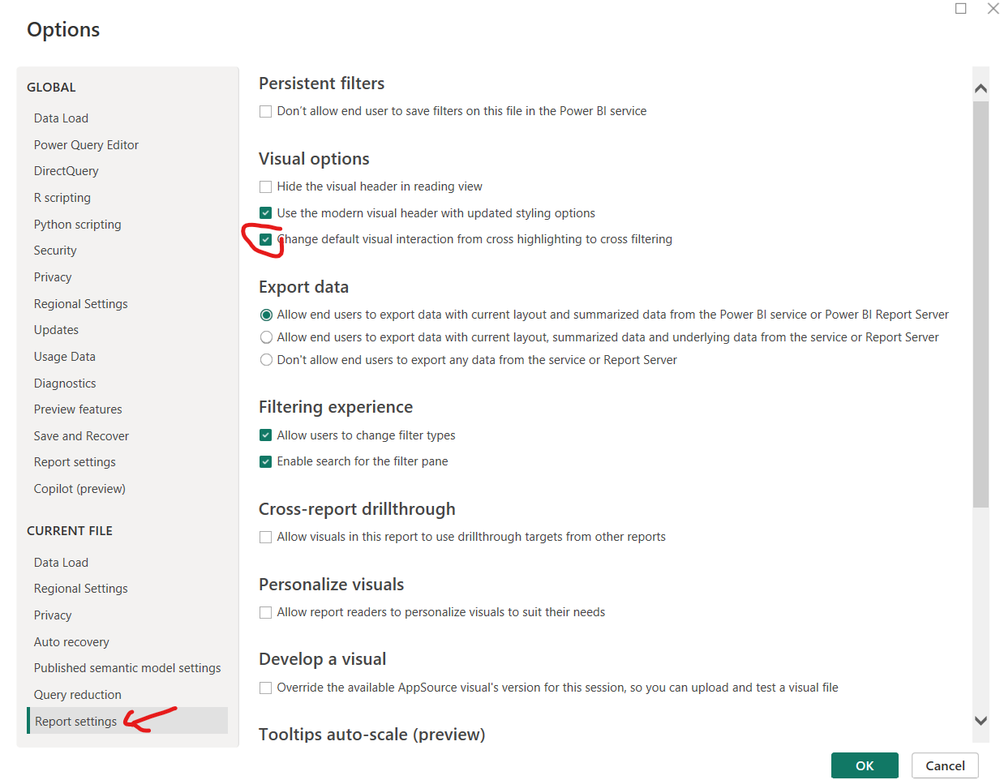 Options
GLOBAL
Data Load
Power Query Editor
DirectQuery
R scripting
Python scripting
Security
Privacy
Regional Settings
Updates
Usage Data
Diagnostics
Preview features
Save and Recover
Report settings
Copilot (preview)
CURRENT FILE
Data Load
Regional Settings
Privacy
Auto recovery
Published semantic model settings
Query reduction
Report settings
Persistent filters
Don't allow end user to save filters on this file in the Power BI service
Visual options
Hide the visual header in reading view
Use the modern visual header with updated styling options
Change default visual interaction from cross highlighting to cross filtering
Export data
Allow end users to export data with current layout and summarized data from the Power BI service or Power BI Report Server
Allow end users to export data with current layout, summarized data and underlying data from the service or Report Server
Don't allow end users to export any data from the service or Report Server
Filtering experience
Allow users to change filter types
Enable search for the filter pane
Cross-report drillthrough
Allow visuals in this report to use drillthrough targets from other reports
Personalize visuals
Allow report readers to personalize visuals to suit their needs
Develop a visual
Override the available AppSource visual's version for this session, so you can upload and test a visual file
Tooltips auto-scale (preview)
OK
Cancel